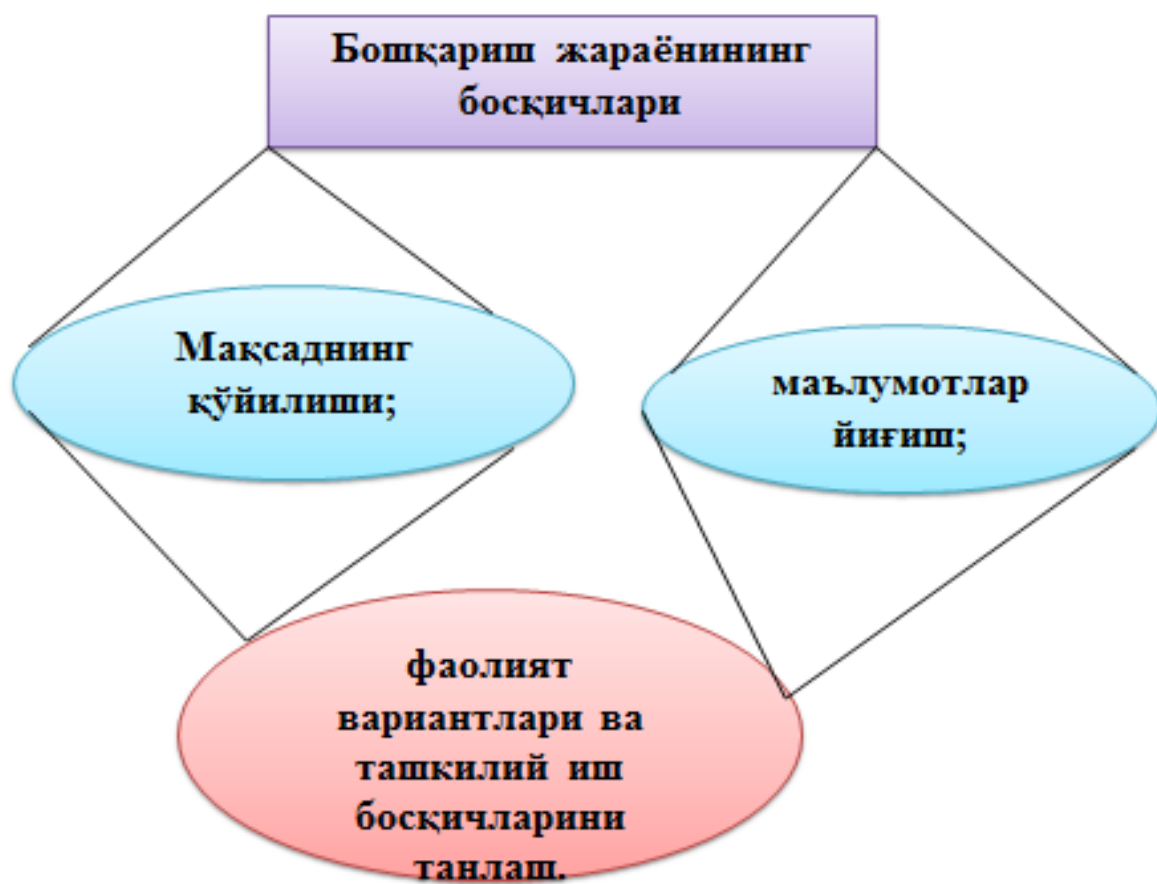 Бошқариш жараёнининг
босқичлари
Мақсаднинг
қўйилиши;
маълумотлар
йиғиш;
фаолият
вариантлари ва
ташкилий иш
босқичларини
танлаш.